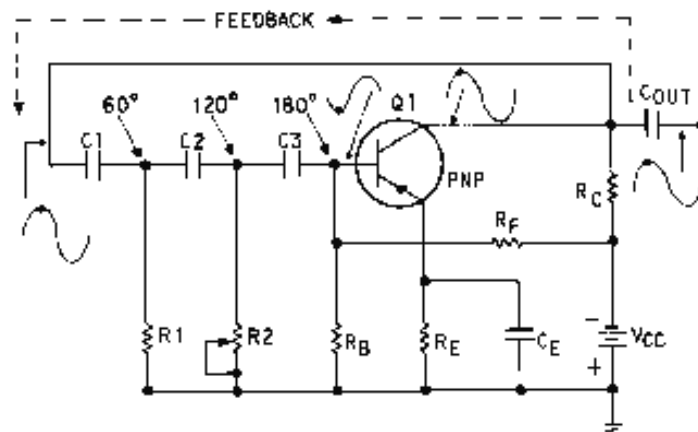 FEEDBACK
60°
120°
180°
Q1
COUT
C1
C2
C3
PNP
RC
RF
R1
R2
RB
RE
CE
−
VCC
+